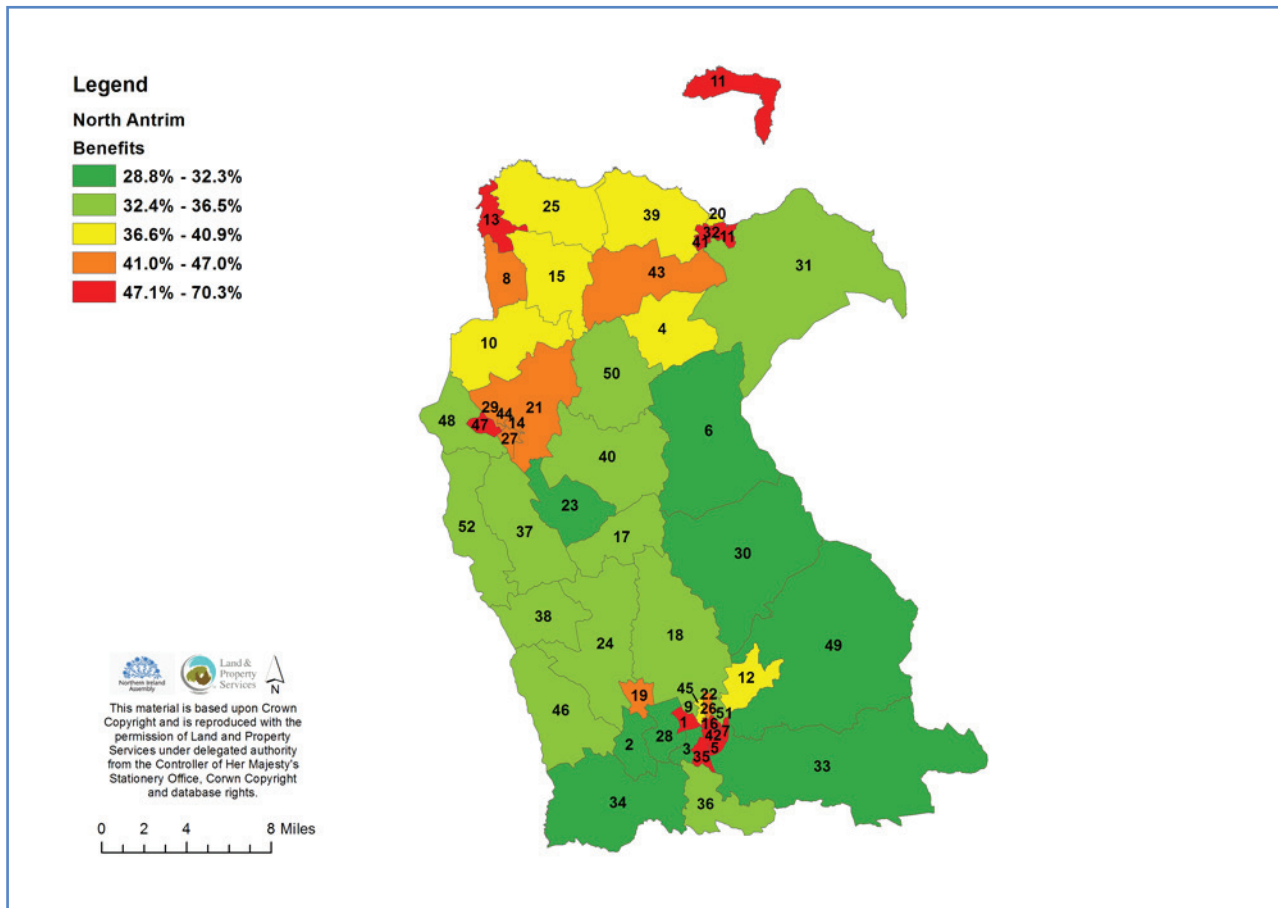 Legend
North Antrim
Benefits
28.8% - 32.3%
32.4% - 36.5%
36.6% - 40.9%
41.0% - 47.0%
47.1% - 70.3%
11
25
39
20
13
32
41
11
31
8
15
43
4
10
50
29
44
21
48
47
14
27
6
40
23
52
37
17
30
38
24
18
49
12
19
45
22
46
9
26
51
1
16
7
2
28
42
3
5
35
33
34
36
Northern Ireland
Assembly
Land &
Property
Services
N
This material is based upon Crown
Copyright and is reproduced with the
permission of Land and Property
Services under delegated authority
from the Controller of Her Majesty's
Stationery Office, Corwn Copyright
and database rights.
0 2 4 8 Miles